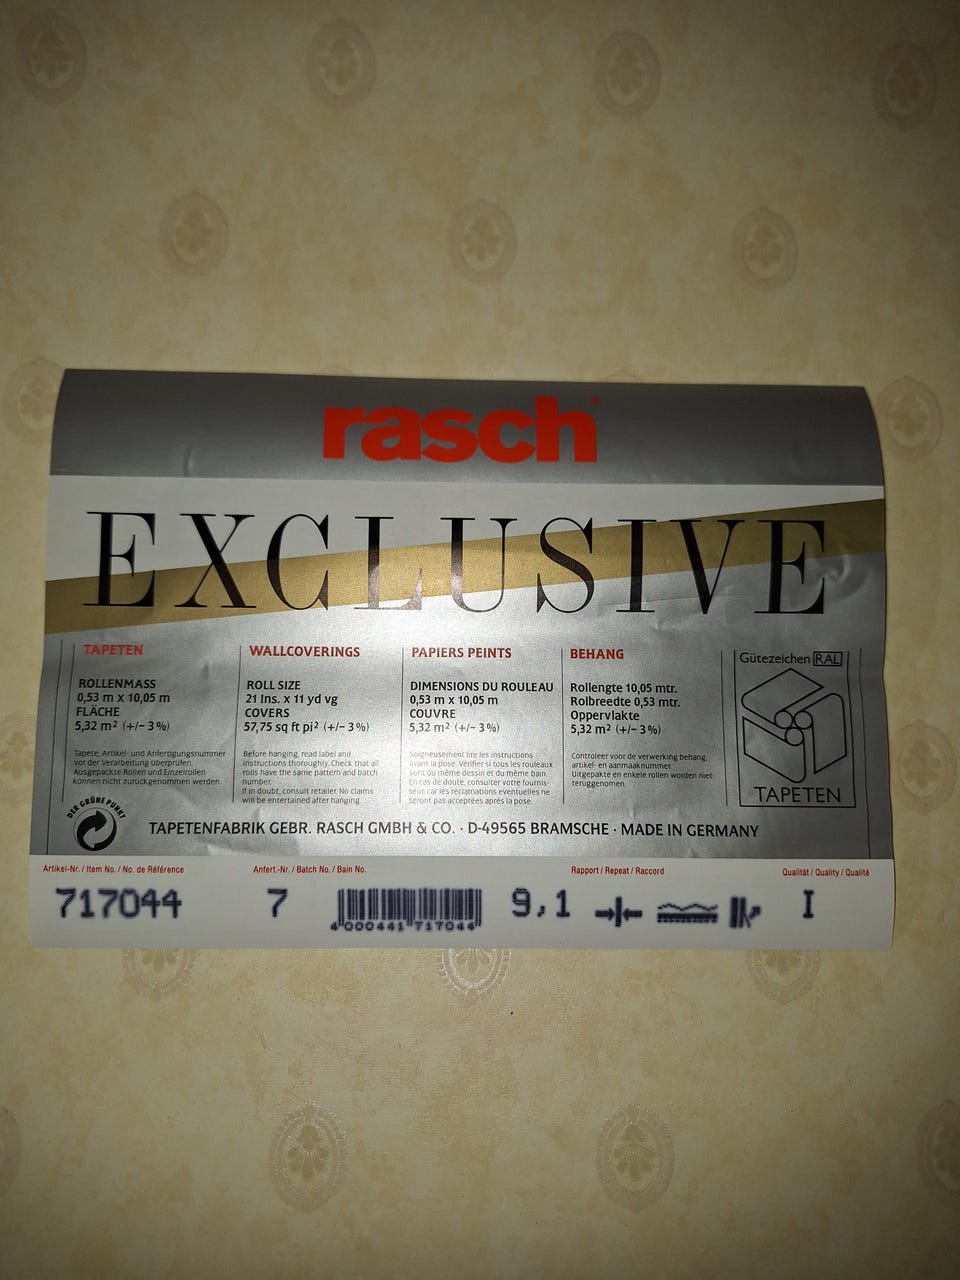 rasch®
EXCLUSIVE
TAPETEN
ROLLENMASS
0,53 m x 10,05 m
FLÄCHE
5,32 m² (+/− 3 %)
Tapete, Artikel- und Anfertigungsnummer
vor der Verarbeitung überprüfen.
Ausgepackte Rollen und Einzelrollen
können nicht zurückgenommen werden.
WALLCOVERINGS
ROLL SIZE
21 Ins. x 11 yd vg
COVERS
57,75 sq ft pi² (+/− 3 %)
Before hanging, read label and
instructions thoroughly. Check that all
rolls have the same pattern and batch
number.
If in doubt, consult retailer. No claims
will be entertained after hanging.
PAPIERS PEINTS
DIMENSIONS DU ROULEAU
0,53 m x 10,05 m
COUVRE
5,32 m² (+/− 3 %)
Soigneusement lire les instructions
avant la pose. Vérifier si tous les rouleaux
sont du même dessin et du même bain.
En cas de doute, consulter votre fournis-
seur car les réclamations eventuelles ne
seront pas acceptées après la pose.
BEHANG
Rollengte 10,05 mtr.
Rolbreedte 0,53 mtr.
Oppervlakte
5,32 m² (+/− 3 %)
Controleer voor de verwerking behang,
artikel- en aanmaaknummer.
Uitgepakte en enkele rollen worden niet
teruggenomen.
Gütezeichen RAL
TAPETEN
DER GRÜNE PUNKT
TAPETENFABRIK GEBR. RASCH GMBH & CO. · D-49565 BRAMSCHE · MADE IN GERMANY
Artikel-Nr. / Item No. / No. de Référence
717044
Anfert.-Nr. / Batch No. / Bain No.
7
4 000441 717044
Rapport / Repeat / Raccord
9,1
Qualität / Quality / Qualité
I